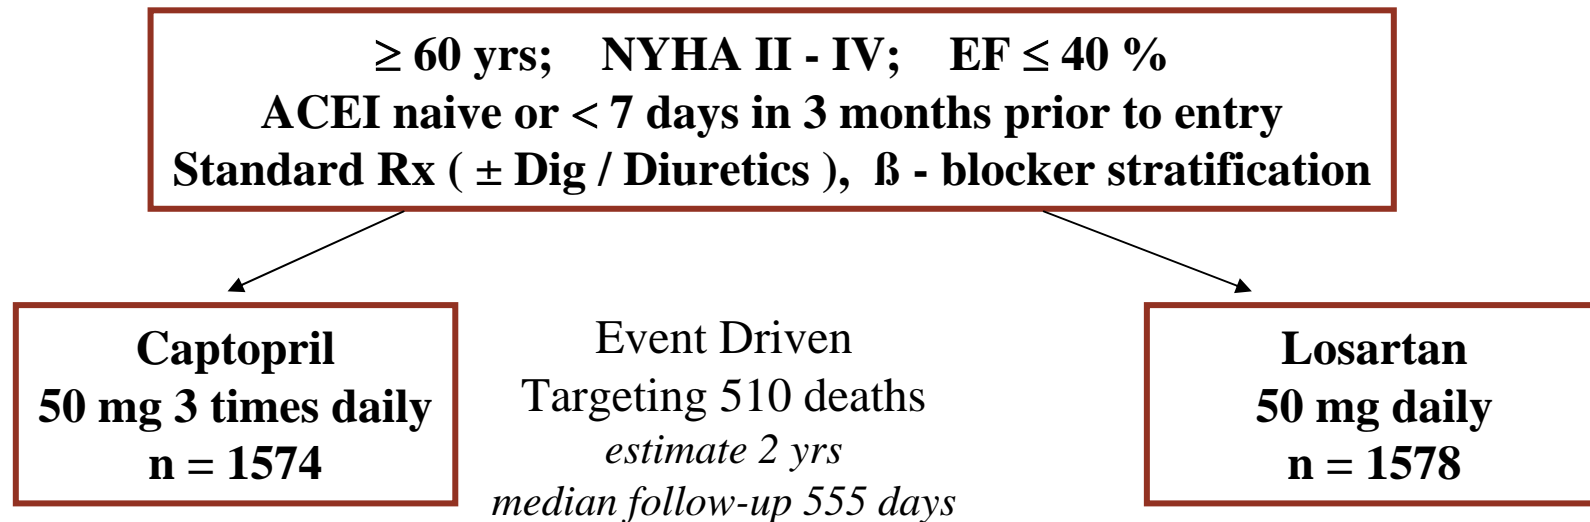 ≥ 60 yrs; NYHA II - IV; EF ≤ 40 %
ACEI naive or < 7 days in 3 months prior to entry
Standard Rx ( ± Dig / Diuretics ), ß - blocker stratification
Captopril
50 mg 3 times daily
n = 1574
Event Driven
Targeting 510 deaths
estimate 2 yrs
median follow-up 555 days
Losartan
50 mg daily
n = 1578